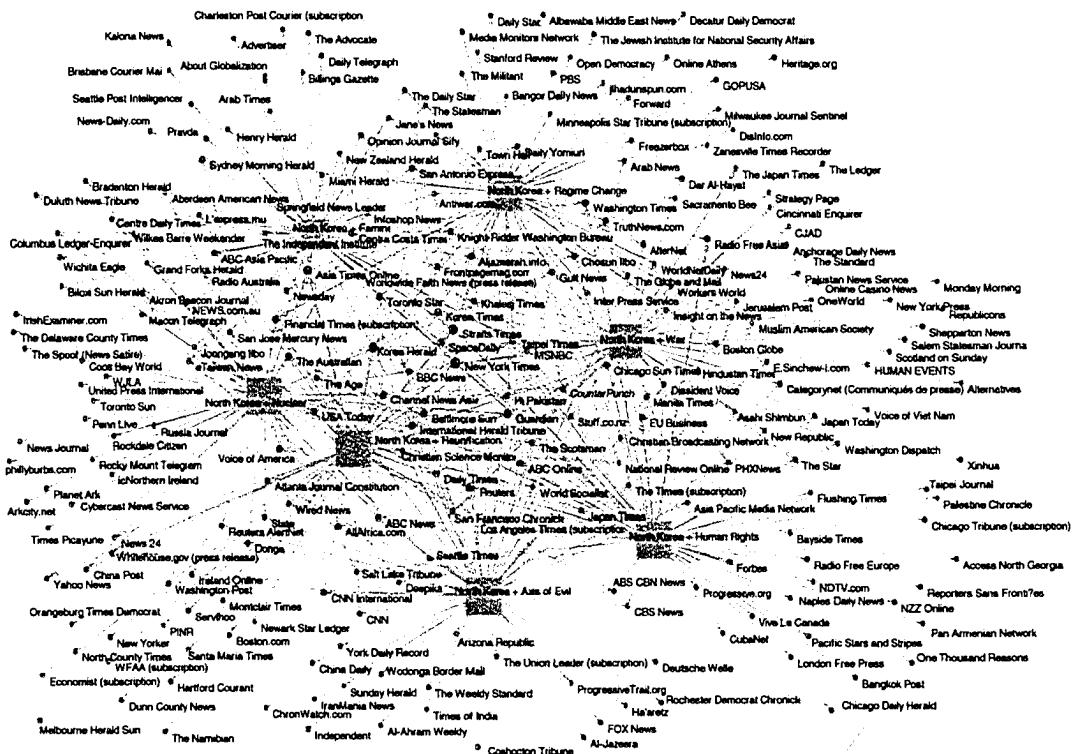 Charleston Post Courier (subscription
Daily Star
Albawaba Middle East News
Decatur Daily Democrat
Kalona News
Advertiser
The Advocate
Media Monitors Network
The Jewish Institute for National Security Affairs
Daily Telegraph
Stanford Review
Open Democracy
Online Athens
Heritage.org
Brisbane Courier Mai
About Globalization
Billings Gazette
The Militant
PBS
GOPUSA
Seattle Post Intelligencer
Arab Times
The Daily Star
Bangor Daily News
jihadunspun.com
Forward
The Statesman
News-Daily.com
Pravda
Henry Herald
Jane's News
Minneapolis Star Tribune (subscription)
Milwaukee Journal Sentinel
DisInfo.com
Opinion Journal
Sify
Town Hall
Daily Yomiuri
Freezerbox
Zanesville Times Recorder
Sydney Morning Herald
New Zealand Herald
San Antonio Express
Arab News
The Japan Times
The Ledger
Miami Herald
North Korea + Regime Change
Dar Al-Hayat
Bradenton Herald
Duluth News Tribune
Aberdeen American News
Springfield News Leader
Antiwar.com
Washington Times
Sacramento Bee
Strategy Page
Cincinnati Enquirer
Centre Daily Times
L'express.mu
Infoshop News
North Korea + Famine
TruthNews.com
CJAD
Columbus Ledger-Enquirer
Wilkes Barre Weekender
The Independent Institute
Contra Costa Times
Knight-Ridder Washington Bureau
AlterNet
Radio Free Asia
Anchorage Daily News
Wichita Eagle
ABC Asia Pacific
Aljazeerah.info
Chosun Ilbo
The Standard
Grand Forks Herald
Asia Times Online
Frontpagemag.com
Gulf News
WorldNetDaily
News24
Pakistan News Service
Radio Australia
Worldwide Faith News (press release)
The Globe and Mail
Online Casino News
Monday Morning
Biloxi Sun Herald
Akron Beacon Journal
Newsday
Toronto Star
Khaleej Times
Inter Press Service
Workers World
Jerusalem Post
OneWorld
New York Press
IrishExaminer.com
Macon Telegraph
NEWS.com.au
Korea Times
Insight on the News
Republicons
Financial Times (subscription)
Straits Times
Muslim American Society
Shepperton News
The Delaware County Times
San Jose Mercury News
North Korea + War
Salem Statesman Journa
The Spoof (News Satire)
Joongang Ilbo
Korea Herald
SpaceDaily
Taipei Times
MSNBC
Boston Globe
Scotland on Sunday
Coos Bay World
Taiwan News
The Australian
New York Times
Chicago Sun Times
Hindustan Times
E.Sinchew-i.com
HUMAN EVENTS
WJLA
United Press International
The Age
BBC News
CounterPunch
Dissident Voice
Categorynet (Communiqués de presse)
Alternatives
Toronto Sun
North Korea + Nuclear
Channel News Asia
Hi Pakistan
Manila Times
USA Today
Baltimore Sun
Guardian
Stuff.co.nz
EU Business
Asahi Shimbun
Japan Today
Voice of Viet Nam
Penn Live
Russia Journal
International Herald Tribune
North Korea + Reunification
The Scotsman
Christian Broadcasting Network
New Republic
Washington Dispatch
News Journal
Rockdale Citizen
Voice of America
Christian Science Monitor
ABC Online
National Review Online
PHXNews
The Star
Xinhua
phillyburbs.com
Rocky Mount Telegram
icNorthern Ireland
Daily Times
Planet Ark
Atlanta Journal Constitution
Reuters
World Socialist
The Times (subscription)
Flushing Times
Taipei Journal
Arkcity.net
Cybercast News Service
Wired News
Asia Pacific Media Network
Palestine Chronicle
ABC News
San Francisco Chronicle
Japan Times
Slate
AllAfrica.com
Los Angeles Times (subscription
North Korea + Human Rights
Bayside Times
Chicago Tribune (subscription)
Times Picayune
News 24
Reuters AlertNet
Donga
Whitehouse.gov (press release)
Seattle Times
Forbes
Radio Free Europe
Access North Georgia
China Post
Ireland Online
Salt Lake Tribune
Yahoo News
Washington Post
Deepika
North Korea + Axis of Evil
ABS CBN News
Progressive.org
NDTV.com
Reporters Sans Fronti?es
CNN International
Naples Daily News
NZZ Online
Orangeburg Times Democrat
Servihoo
Montclair Times
CNN
CBS News
Vive Le Canada
PINR
Newark Star Ledger
CubaNet
Pacific Stars and Stripes
Pan Armenian Network
New Yorker
Boston.com
Arizona Republic
North County Times
Santa Maria Times
York Daily Record
The Union Leader (subscription)
Deutsche Welle
London Free Press
One Thousand Reasons
WFAA (subscription)
China Daily
Wodonga Border Mail
Economist (subscription)
Hartford Courant
Sunday Herald
The Weekly Standard
ProgressiveTrail.org
Bangkok Post
Dunn County News
IranMania News
Rochester Democrat Chronicle
Chicago Daily Herald
ChronWatch.com
Times of India
Ha'aretz
Melbourne Herald Sun
The Namibian
Independent
Al-Ahram Weekly
FOX News
Al-Jazeera
Coshocton Tribune